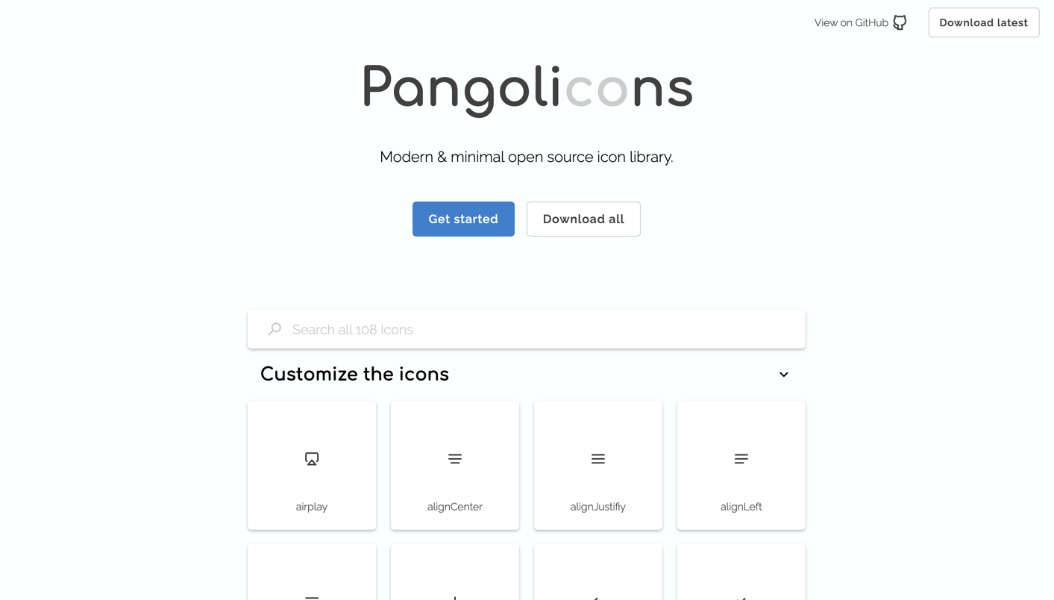 View on GitHub
Download latest
Pangolicons
Modern & minimal open source icon library.
Get started
Download all
Search all 108 Icons
Customize the icons
airplay
alignCenter
alignJustifiy
alignLeft